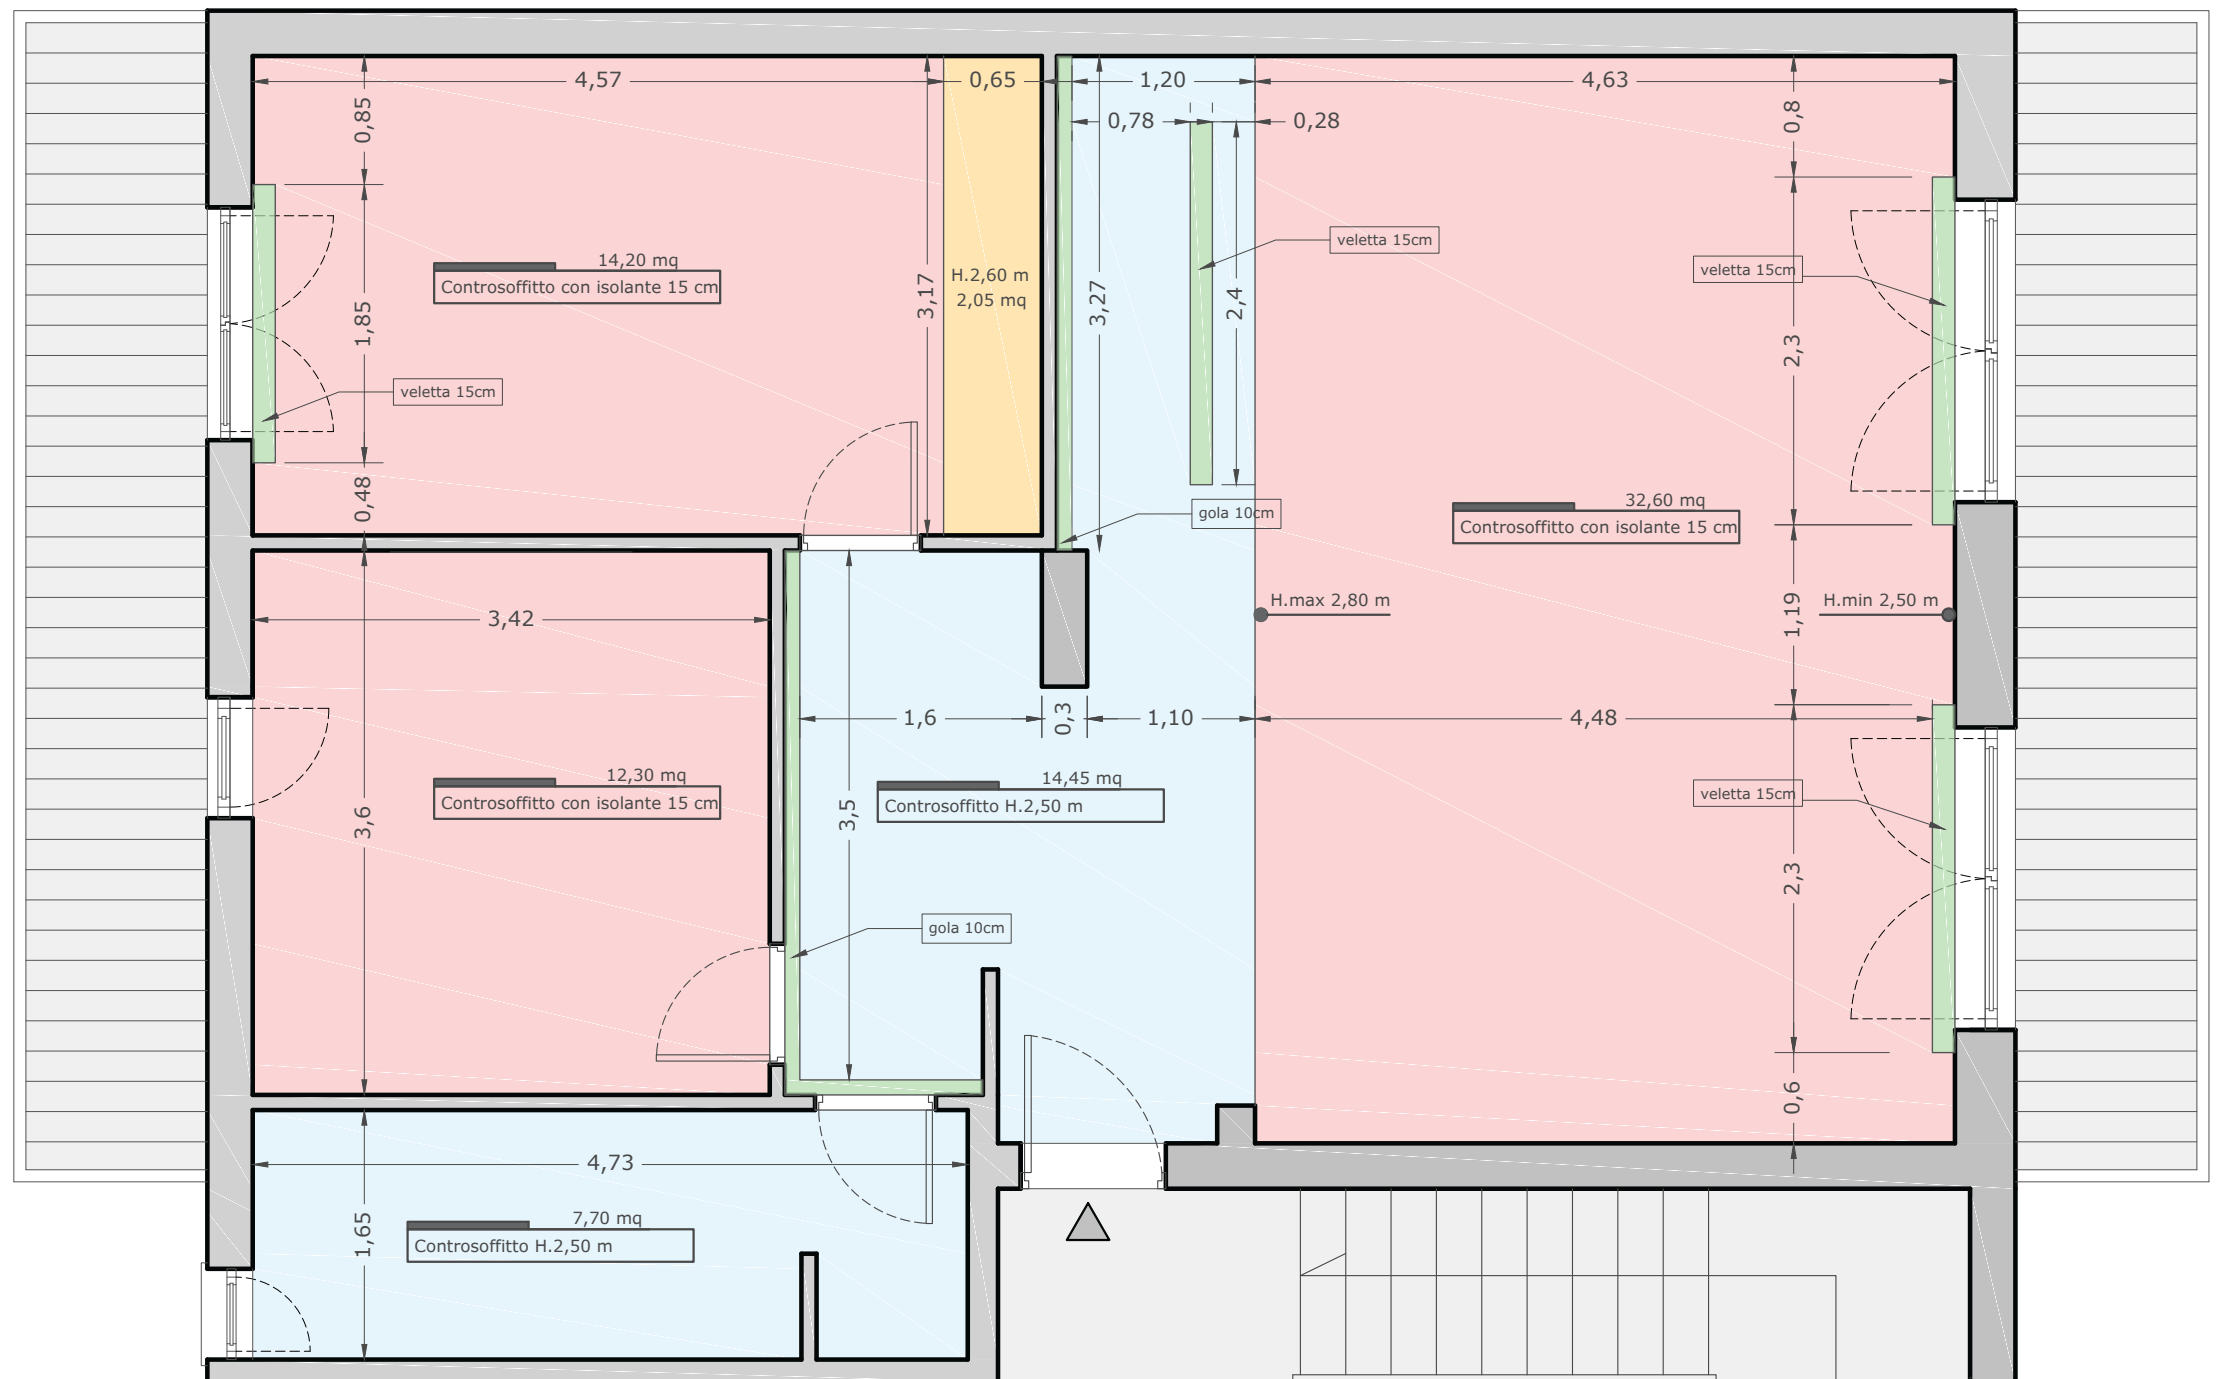 4,57
0,65
1,20
4,63
0,85
0,78
0,28
0,8
veletta 15cm
14,20 mq
Controsoffitto con isolante 15 cm
H.2,60 m
2,05 mq
3,17
3,27
2,4
veletta 15cm
1,85
2,3
veletta 15cm
0,48
gola 10cm
32,60 mq
Controsoffitto con isolante 15 cm
H.max 2,80 m
H.min 2,50 m
1,19
3,42
1,6
0,3
1,10
4,48
12,30 mq
Controsoffitto con isolante 15 cm
14,45 mq
Controsoffitto H.2,50 m
veletta 15cm
3,6
3,5
2,3
gola 10cm
0,6
4,73
1,65
7,70 mq
Controsoffitto H.2,50 m